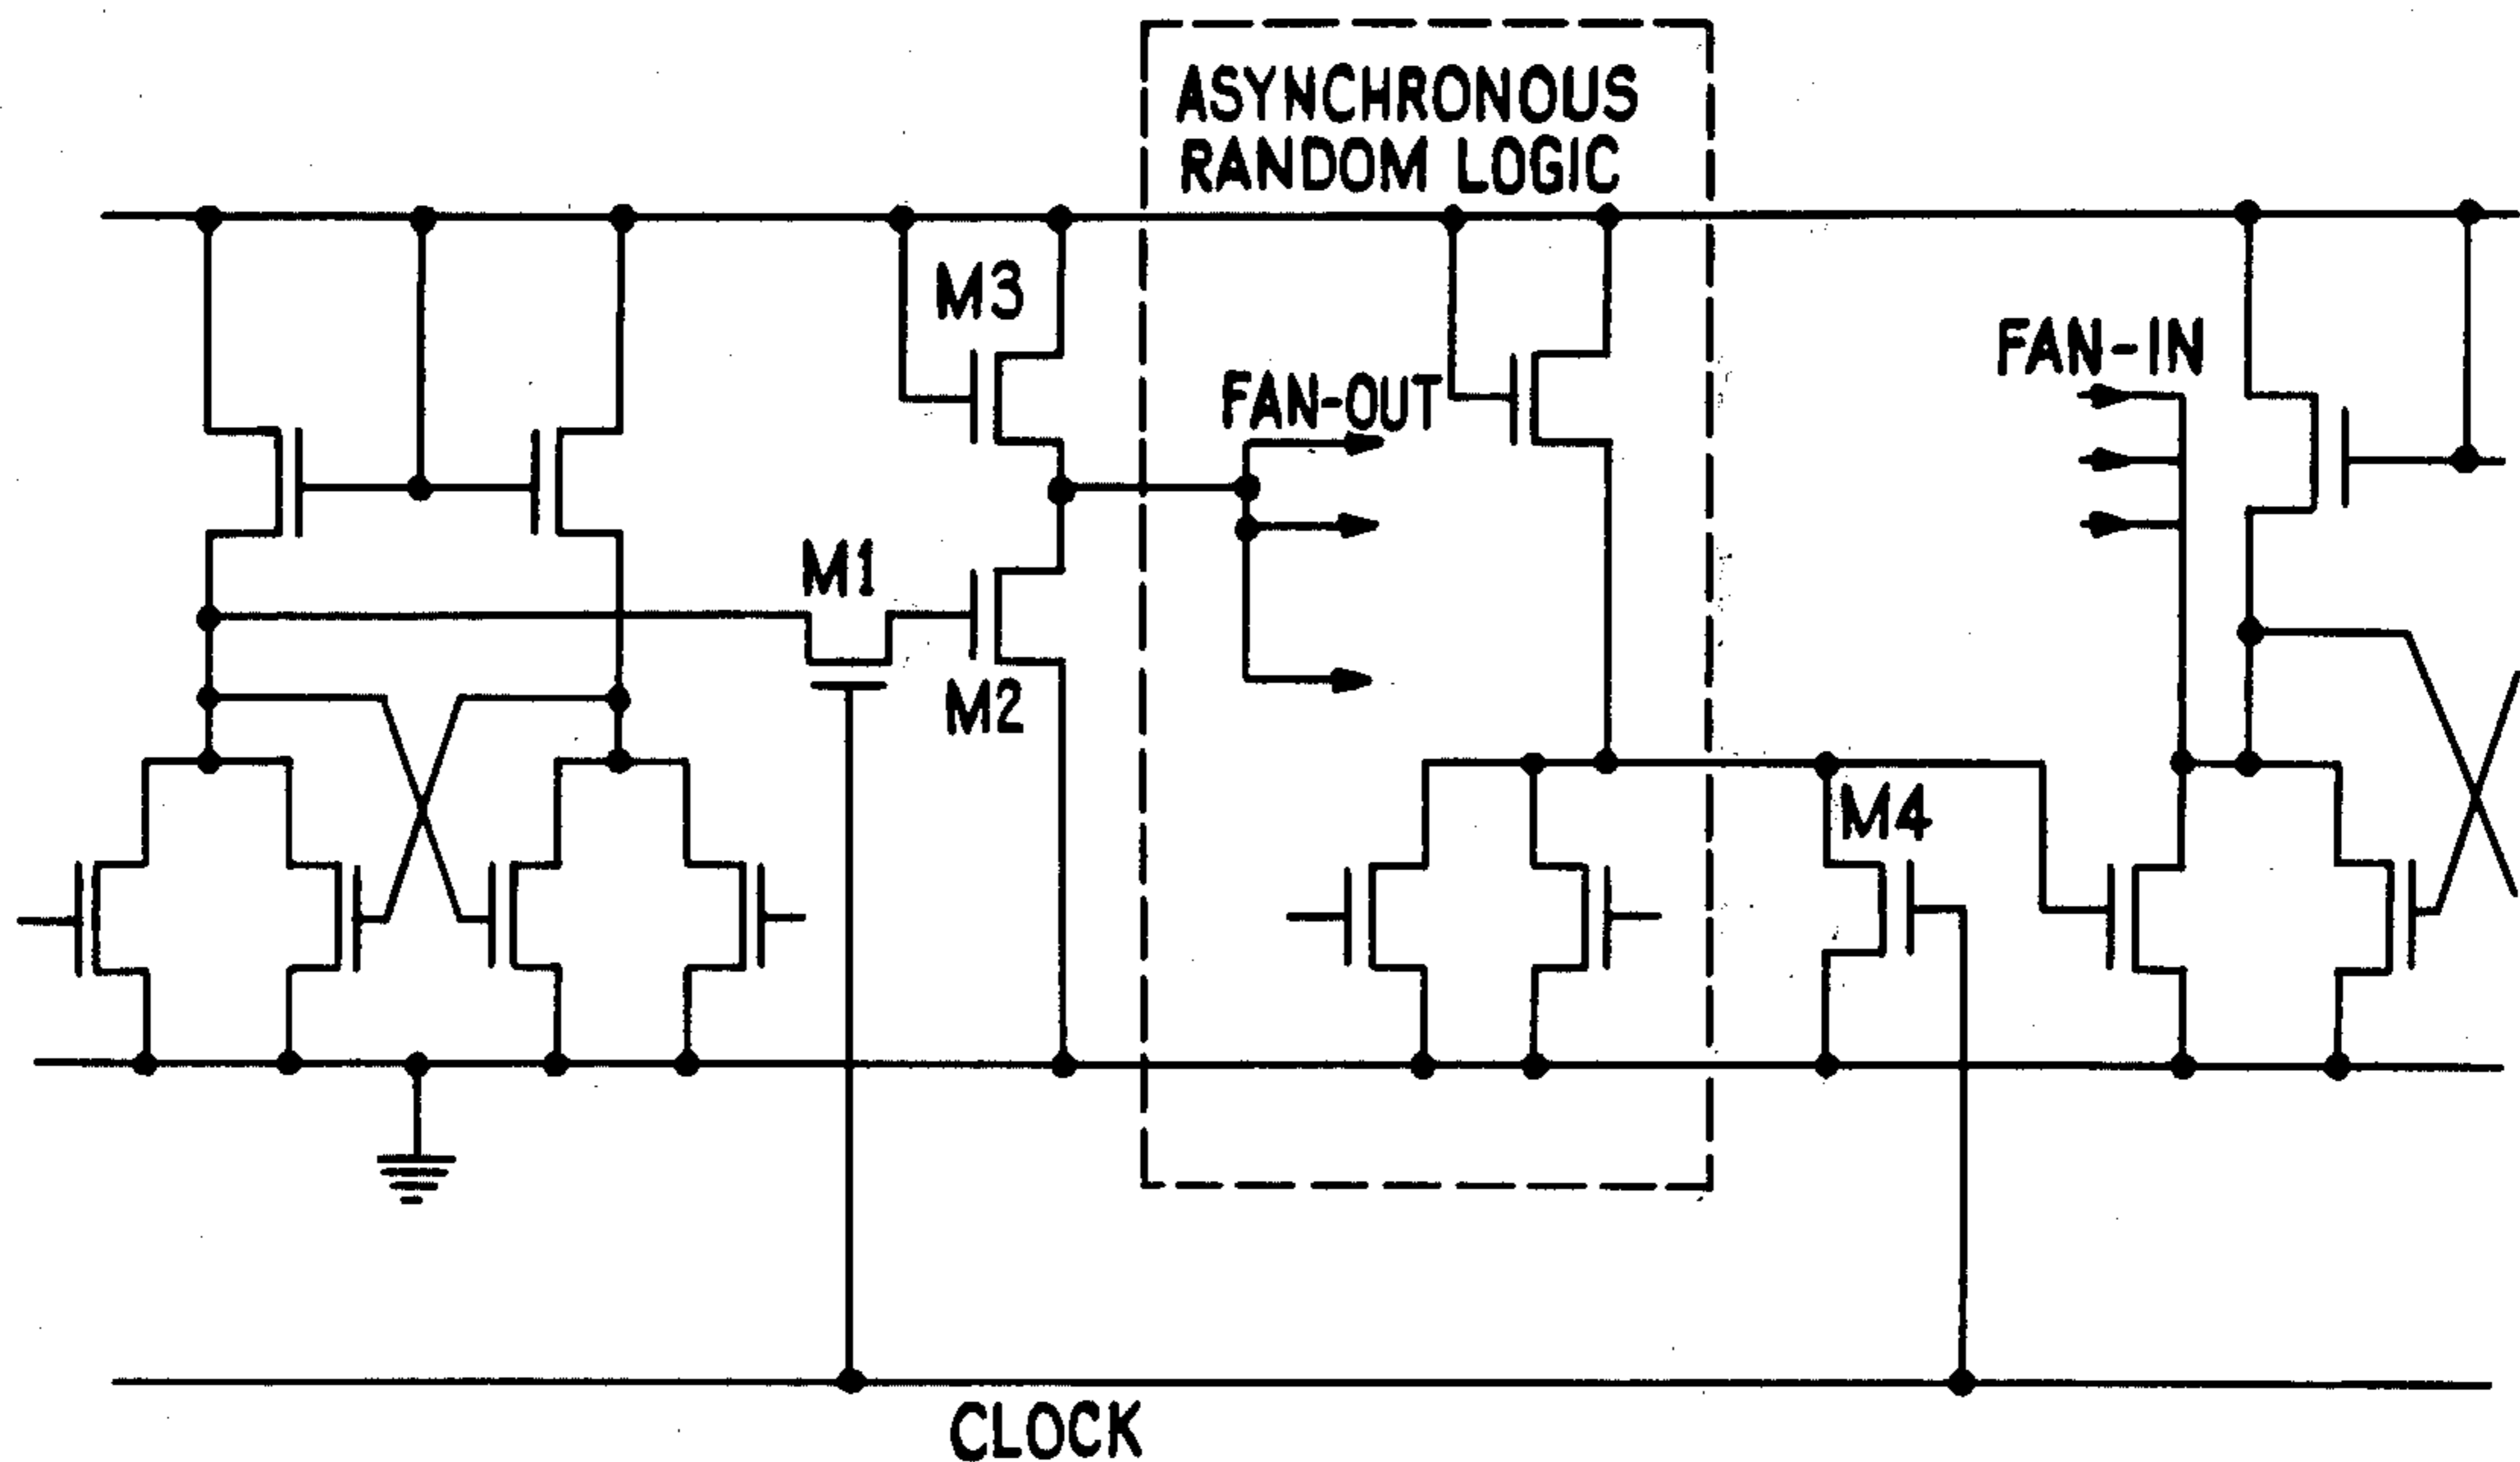 ASYNCHRONOUS
RANDOM LOGIC
M3
FAN-OUT
FAN-IN
M1
M2
M4
CLOCK